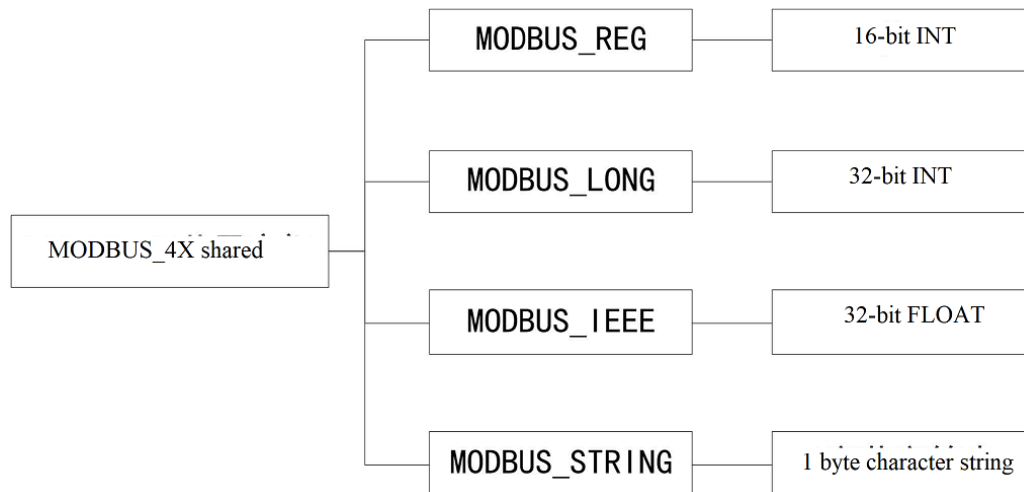 MODBUS_REG
16-bit INT
MODBUS_LONG
32-bit INT
MODBUS_4X shared
MODBUS_IEEE
32-bit FLOAT
MODBUS_STRING
1 byte character string